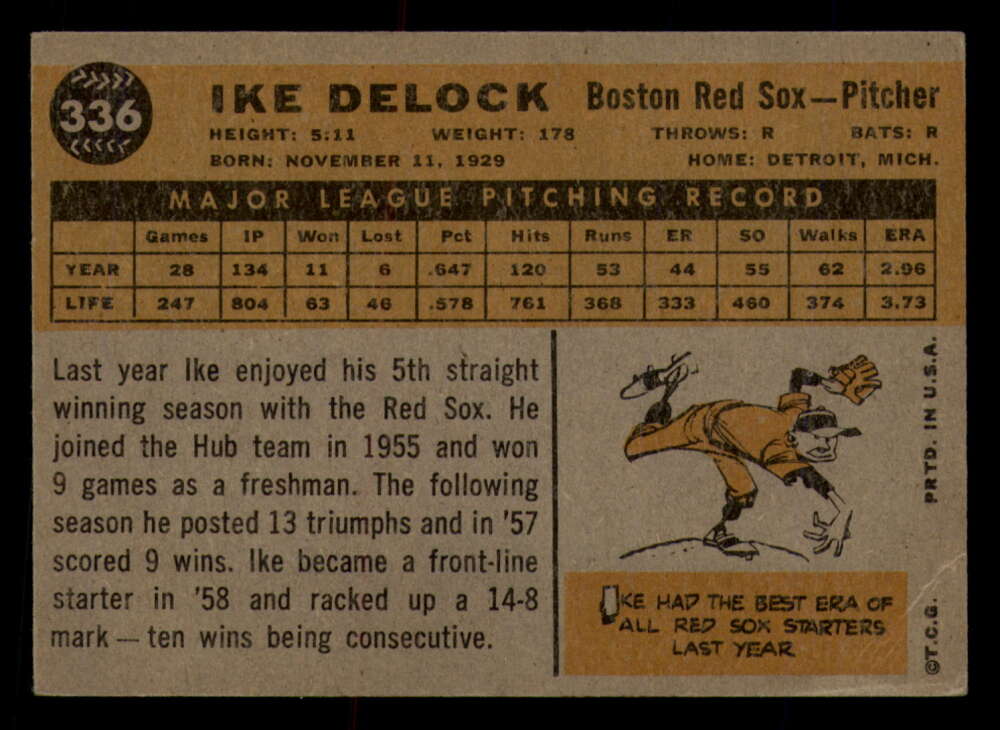 336
IKE DELOCK Boston Red Sox—Pitcher
HEIGHT: 5:11 WEIGHT: 178 THROWS: R BATS: R
BORN: NOVEMBER 11, 1929 HOME: DETROIT, MICH.
MAJOR LEAGUE PITCHING RECORD
Games IP Won Lost Pct Hits Runs ER SO Walks ERA
YEAR 28 134 11 6 .647 120 53 44 55 62 2.96
LIFE 247 804 63 46 .578 761 368 333 460 374 3.73
Last year Ike enjoyed his 5th straight
winning season with the Red Sox. He
joined the Hub team in 1955 and won
9 games as a freshman. The following
season he posted 13 triumphs and in '57
scored 9 wins. Ike became a front-line
starter in '58 and racked up a 14-8
mark—ten wins being consecutive.
IKE HAD THE BEST ERA OF
ALL RED SOX STARTERS
LAST YEAR
©T.C.G. PRTD. IN U.S.A.